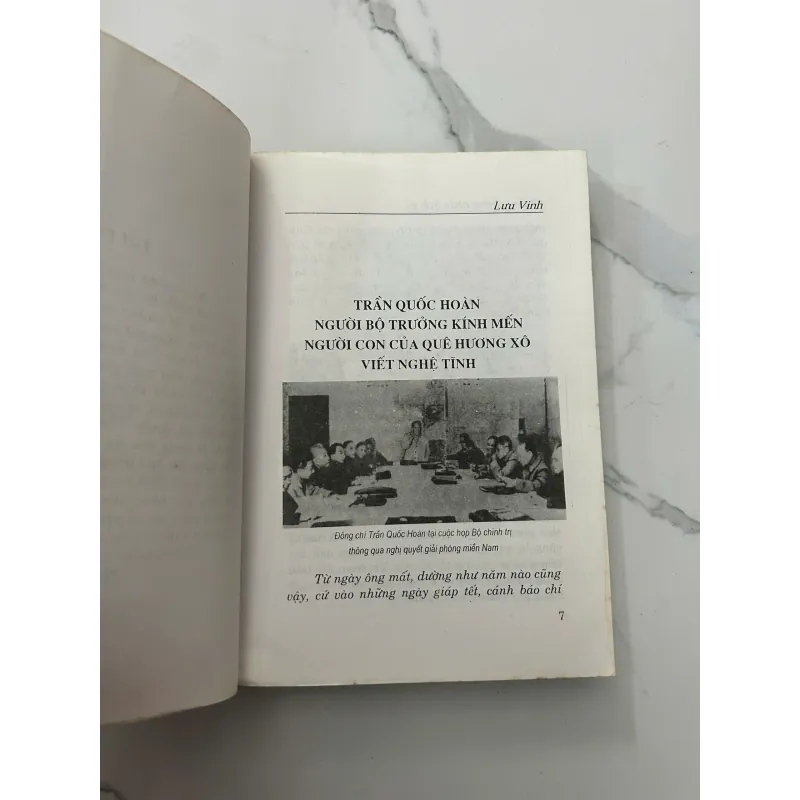 Lưu Vinh
TRẦN QUỐC HOÀN
NGƯỜI BỘ TRƯỞNG KÍNH MẾN
NGƯỜI CON CỦA QUÊ HƯƠNG XÔ
VIẾT NGHỆ TĨNH
Đồng chí Trần Quốc Hoàn tại cuộc họp Bộ chính trị
thông qua nghị quyết giải phóng miền Nam
Từ ngày ông mất, dường như năm nào cũng
vậy, cứ vào những ngày giáp tết, cánh báo chí
7